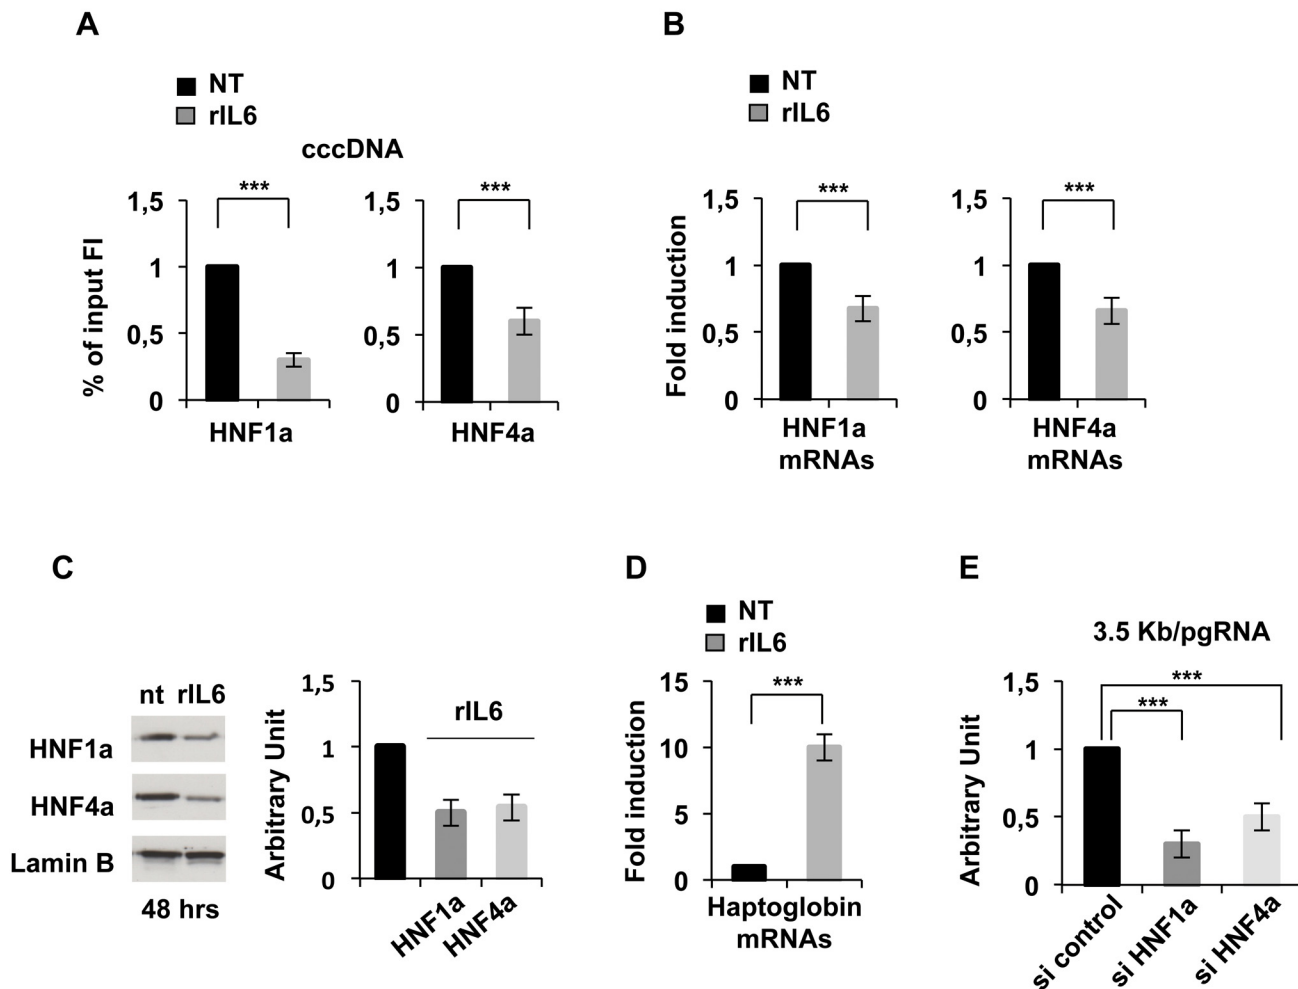 A
NT
rIL6
cccDNA
% of input FI
1,5
1
0,5
0
***
HNF1a
1,5
1
0,5
0
***
HNF4a
B
NT
rIL6
Fold induction
1,5
1
0,5
0
***
HNF1a
mRNAs
1,5
1
0,5
0
***
HNF4a
mRNAs
C
nt rIL6
HNF1a
HNF4a
Lamin B
48 hrs
Arbitrary Unit
1,5
1
0,5
0
rIL6
HNF1a
HNF4a
D
NT
rIL6
Fold induction
15
10
5
0
***
Haptoglobin
mRNAs
E
3.5 Kb/pgRNA
Arbitrary Unit
1,5
1
0,5
0
***
***
si control
si HNF1a
si HNF4a